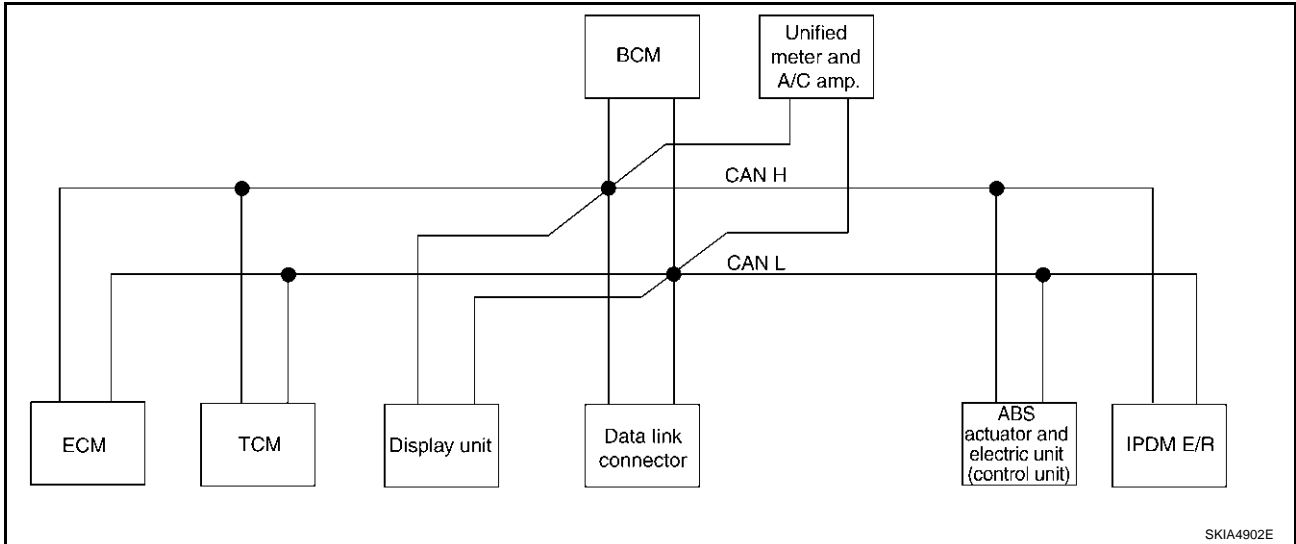 BCM
Unified
meter and
A/C amp.
CAN H
CAN L
ECM
TCM
Display unit
Data link
connector
ABS
actuator and
electric unit
(control unit)
IPDM E/R
SKIA4902E